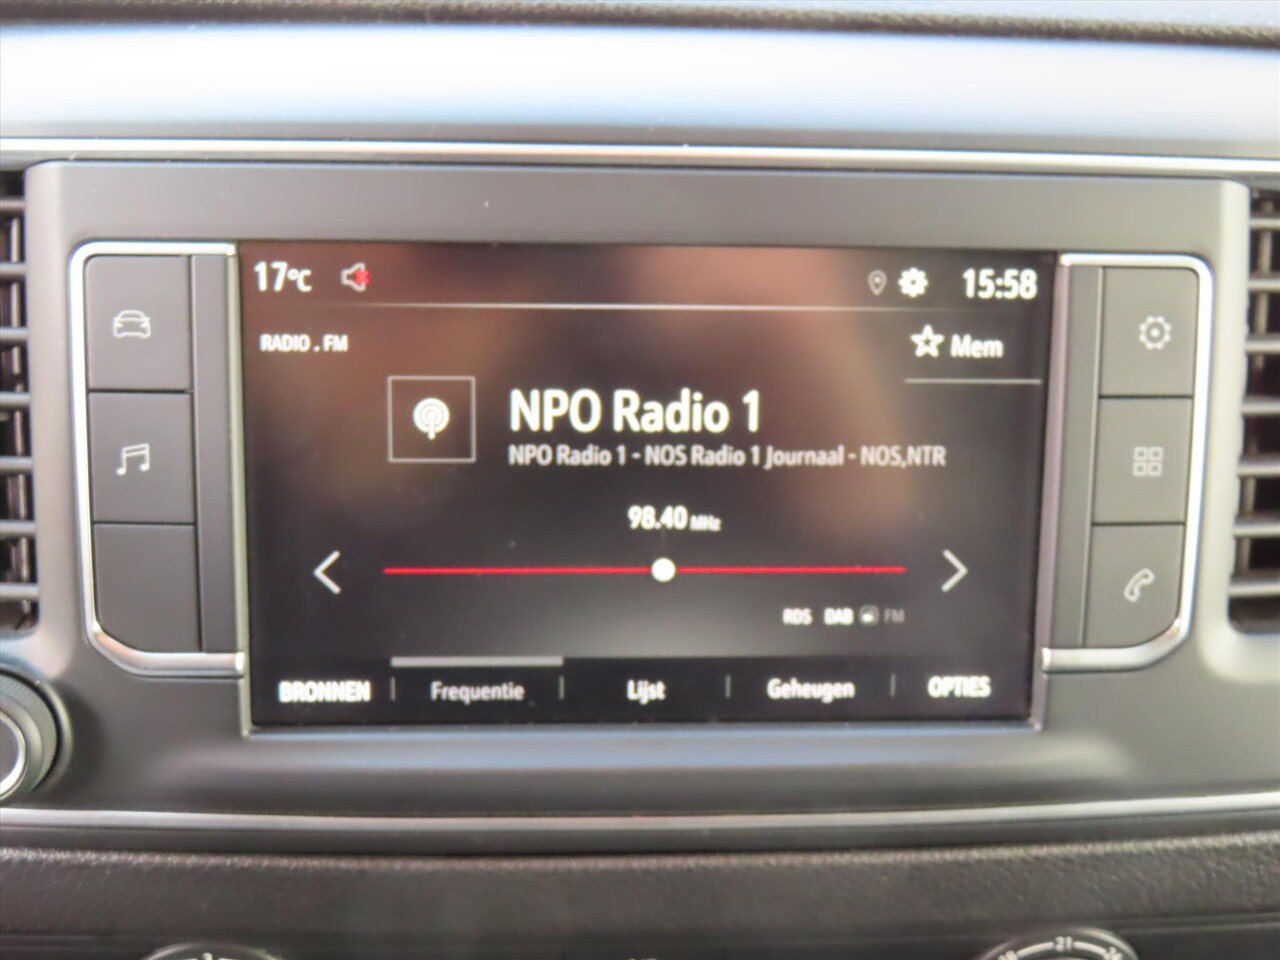 17°C 15:58
RADIO . FM
Mem
NPO Radio 1
NPO Radio 1 - NOS Radio 1 Journaal - NOS,NTR
98.40 MHz
RDS DAB FM
BRONNEN Frequentie Lijst Geheugen OPTIES
21